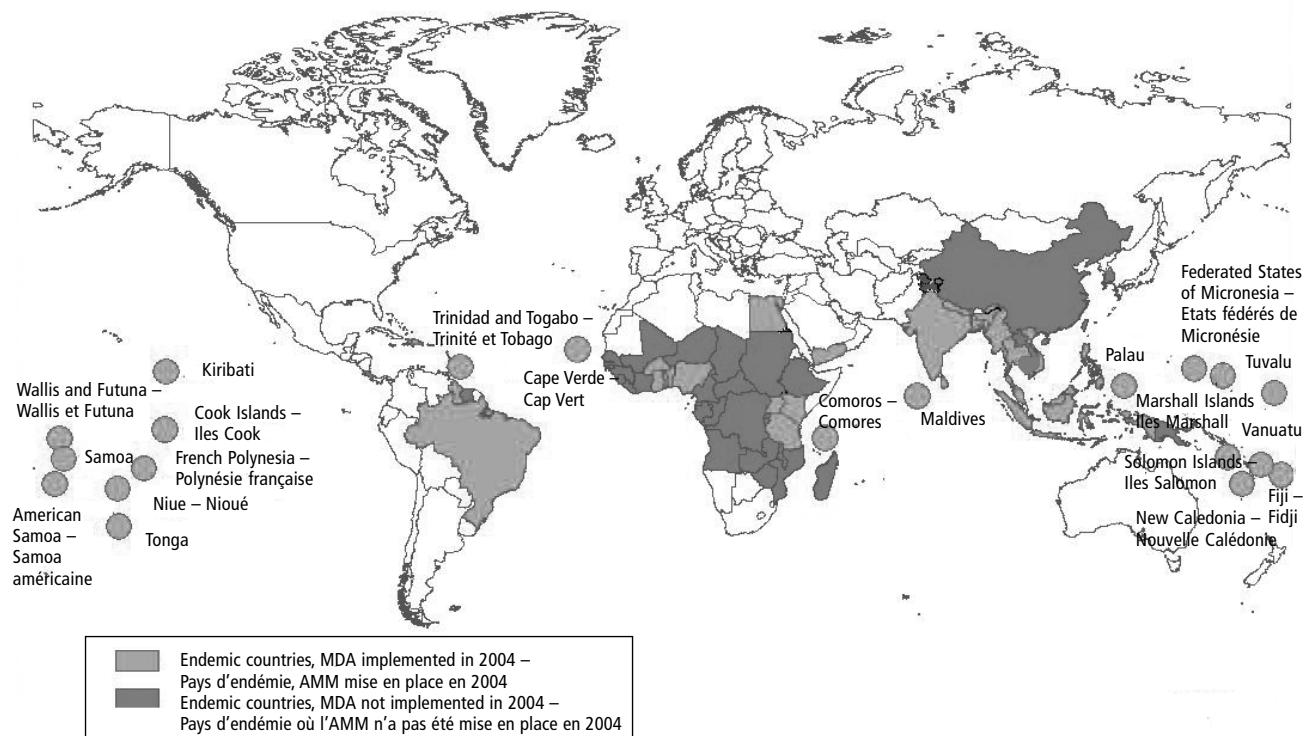 Trinidad and Togabo –
Trinité et Tobago
Cape Verde –
Cap Vert
Kiribati
Wallis and Futuna –
Wallis et Futuna
Cook Islands –
Iles Cook
Samoa
French Polynesia –
Polynésie française
Niue – Nioué
American
Samoa –
Samoa
américaine
Tonga
Comoros –
Comores
Maldives
Federated States
of Micronesia –
Etats fédérés de
Micronésie
Palau
Tuvalu
Marshall Islands
Iles Marshall
Vanuatu
Solomon Islands –
Iles Salomon
Fiji –
Fidji
New Caledonia –
Nouvelle Calédonie
Endemic countries, MDA implemented in 2004 –
Pays d'endémie, AMM mise en place en 2004
Endemic countries, MDA not implemented in 2004 –
Pays d'endémie où l'AMM n'a pas été mise en place en 2004